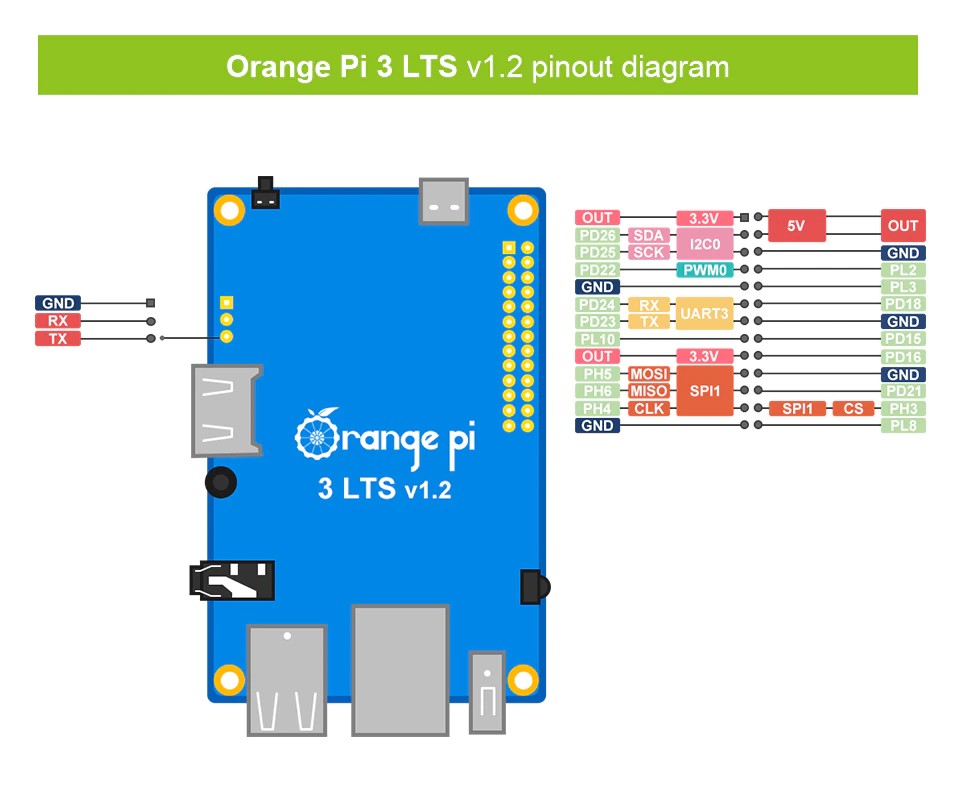 Orange Pi 3 LTS v1.2 pinout diagram
GND
RX
TX
Orange pi
3 LTS v1.2
OUT 3.3V 5V OUT
PD26 SDA I2C0
PD25 SCK GND
PD22 PWM0 PL2
GND PL3
PD24 RX UART3 PD18
PD23 TX GND
PL10 PD15
OUT 3.3V PD16
PH5 MOSI SPI1 GND
PH6 MISO PD21
PH4 CLK SPI1 CS PH3
GND PL8